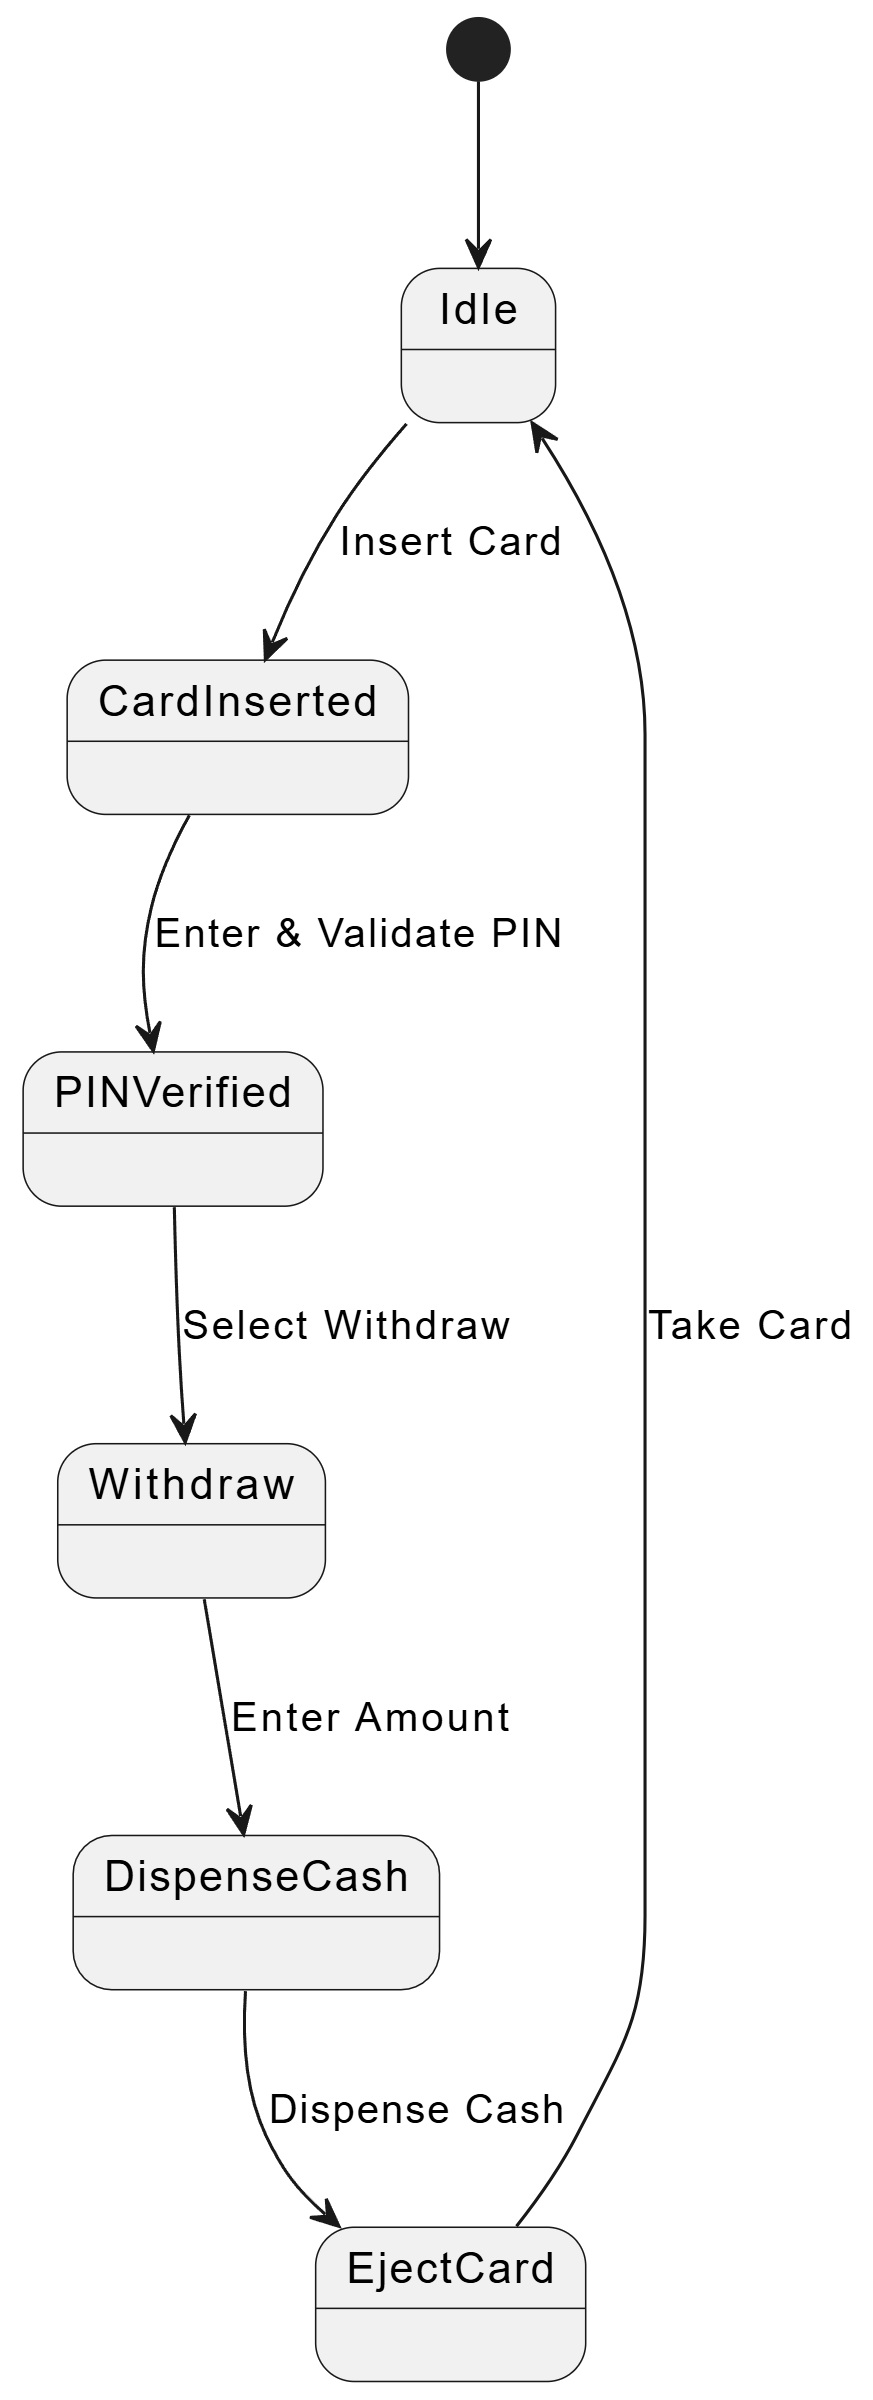 Idle
Insert Card
CardInserted
Enter & Validate PIN
PINVerified
Select Withdraw
Take Card
Withdraw
Enter Amount
DispenseCash
Dispense Cash
EjectCard